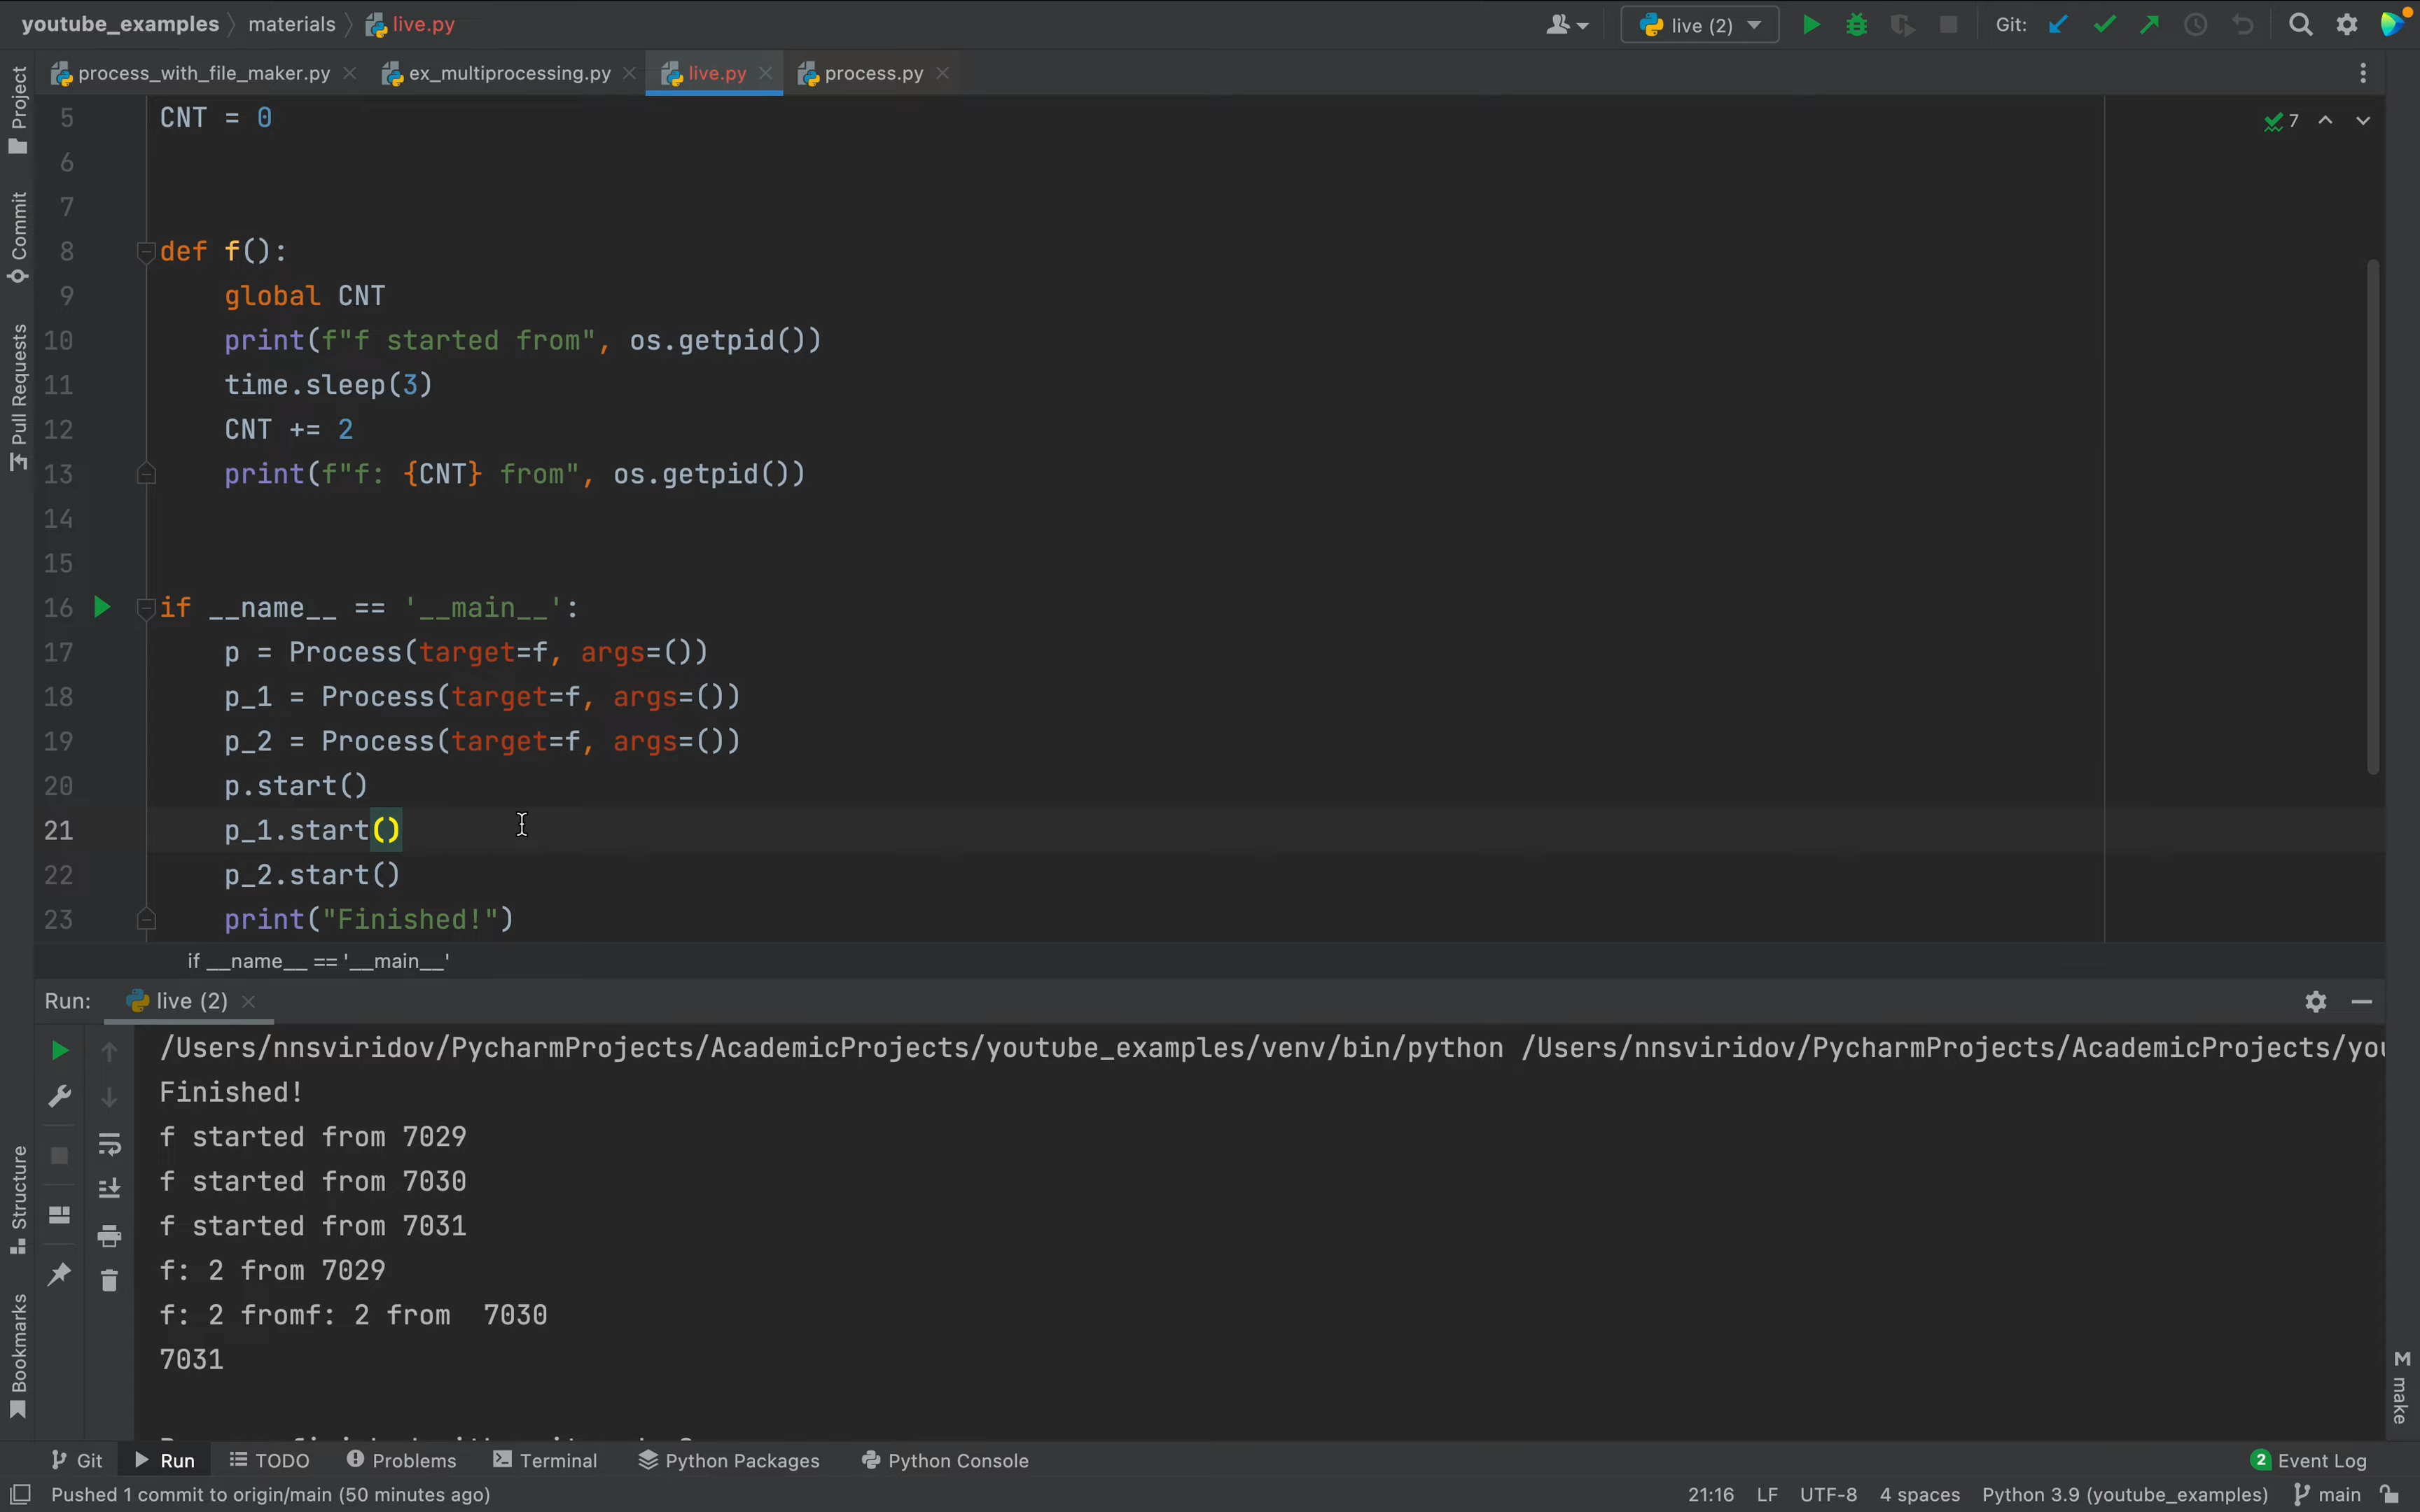 youtube_examples materials live.py live (2) Git:
process_with_file_maker.py ex_multiprocessing.py live.py process.py
Project
Commit
Pull Requests
Structure
Bookmarks
7
5 CNT = 0
6
7
8 def f():
9 global CNT
10 print(f"f started from", os.getpid())
11 time.sleep(3)
12 CNT += 2
13 print(f"f: {CNT} from", os.getpid())
14
15
16 if __name__ == '__main__':
17 p = Process(target=f, args=())
18 p_1 = Process(target=f, args=())
19 p_2 = Process(target=f, args=())
20 p.start()
21 p_1.start()
22 p_2.start()
23 print("Finished!")
if __name__ == '__main__'
Run: live (2)
/Users/nnsviridov/PycharmProjects/AcademicProjects/youtube_examples/venv/bin/python /Users/nnsviridov/PycharmProjects/AcademicProjects/you
Finished!
f started from 7029
f started from 7030
f started from 7031
f: 2 from 7029
f: 2 fromf: 2 from  7030
7031
M make
Git Run TODO Problems Terminal Python Packages Python Console 2 Event Log
Pushed 1 commit to origin/main (50 minutes ago) 21:16 LF UTF-8 4 spaces Python 3.9 (youtube_examples) main